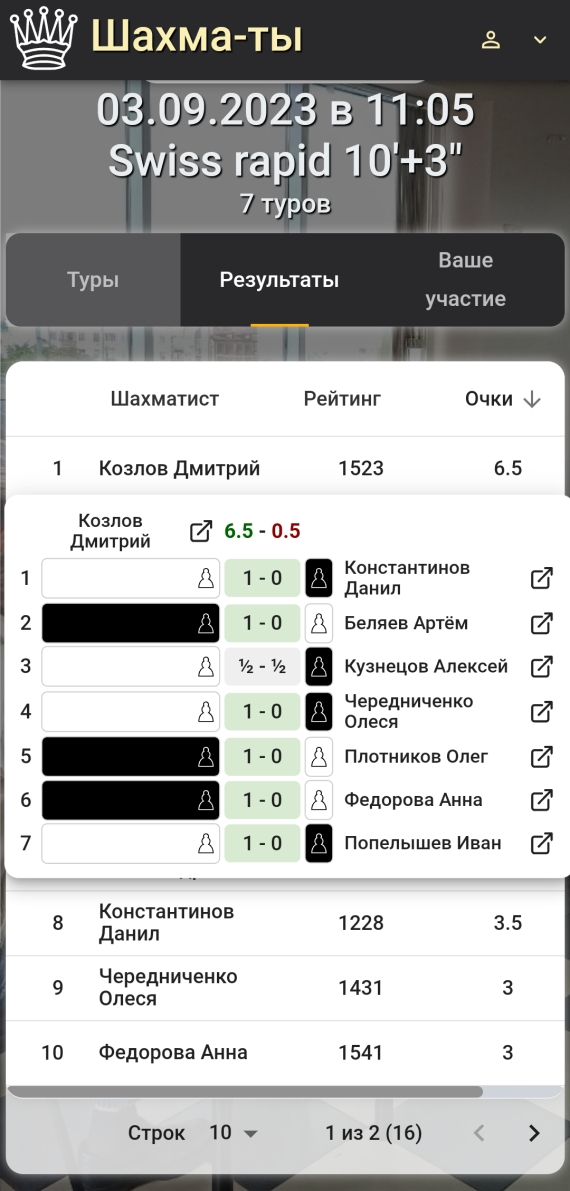 Шахма-ты
03.09.2023 в 11:05
Swiss rapid 10'+3"
7 туров
Туры
Результаты
Ваше
участие
Шахматист Рейтинг Очки
1 Козлов Дмитрий 1523 6.5
Козлов
Дмитрий
6.5 - 0.5
1 1 - 0 Константинов
Данил
2 1 - 0 Беляев Артём
3 ½ - ½ Кузнецов Алексей
4 1 - 0 Чередниченко
Олеся
5 1 - 0 Плотников Олег
6 1 - 0 Федорова Анна
7 1 - 0 Попелышев Иван
8 Константинов
Данил 1228 3.5
9 Чередниченко
Олеся 1431 3
10 Федорова Анна 1541 3
Строк 10 1 из 2 (16)